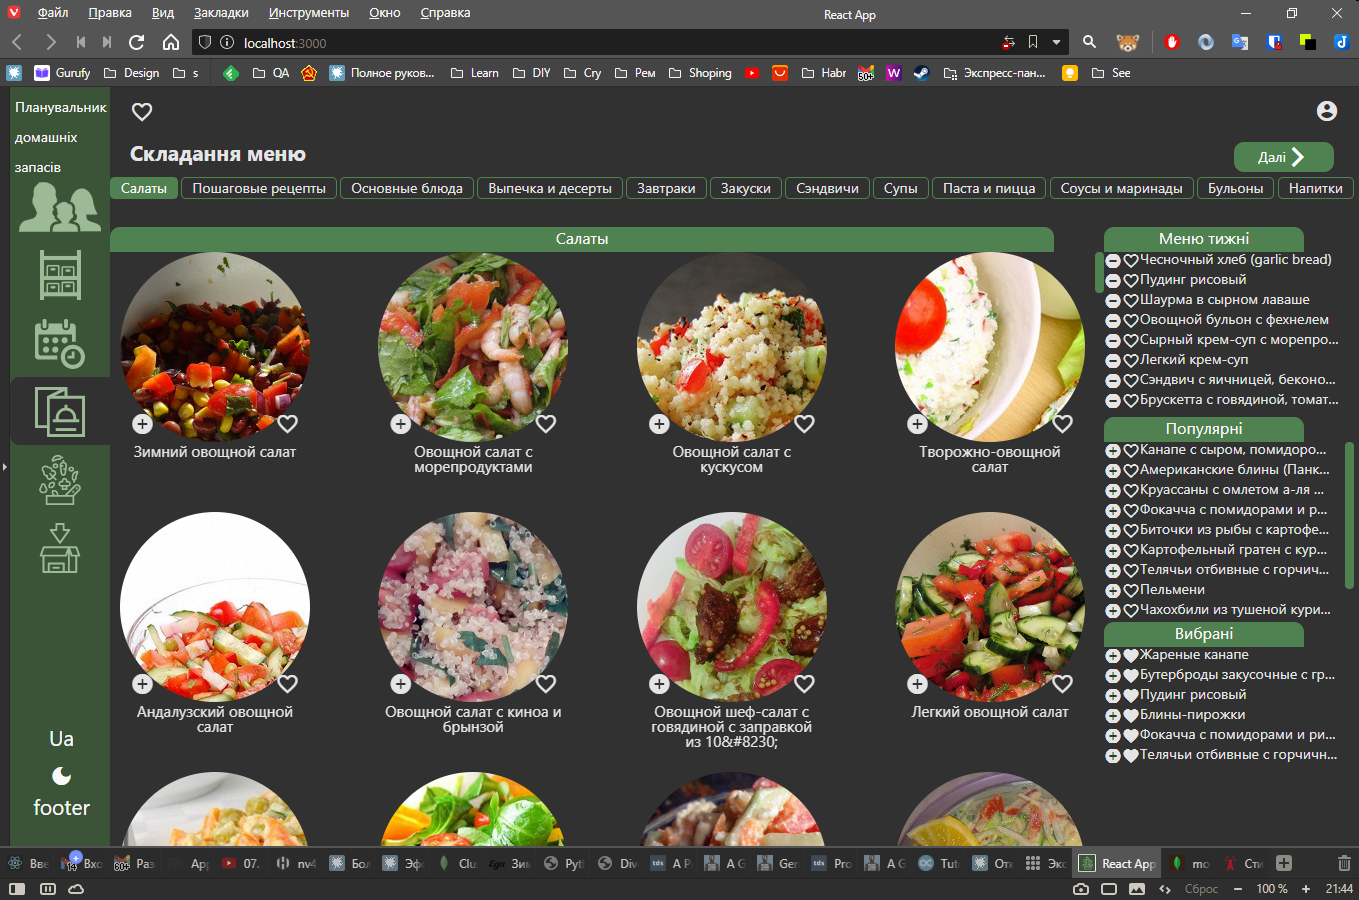 Файл Правка Вид Закладки Инструменты Окно Справка
React App
localhost:3000
Gurufy Design s QA Полное руков... Learn DIY Cry Рем Shoping Habr 80+ W Экспресс-пан... See
Планувальник
домашніх
запасів
Складання меню
Далі
Салаты Пошаговые рецепты Основные блюда Выпечка и десерты Завтраки Закуски Сэндвичи Супы Паста и пицца Соусы и маринады Бульоны Напитки
Салаты
Зимний овощной салат
Овощной салат с
морепродуктами
Овощной салат с
кускусом
Творожно-овощной
салат
Андалузский овощной
салат
Овощной салат с киноа и
брынзой
Овощной шеф-салат с
говядиной с заправкой
из 10&#8230;
Легкий овощной салат
Меню тижні
Чесночный хлеб (garlic bread)
Пудинг рисовый
Шаурма в сырном лаваше
Овощной бульон с фехнелем
Сырный крем-суп с морепро...
Легкий крем-суп
Сэндвич с яичницей, беконо...
Брускетта с говядиной, томат...
Популярні
Канапе с сыром, помидоро...
Американские блины (Панк...
Круассаны с омлетом а-ля ...
Фокачча с помидорами и р...
Биточки из рыбы с картофе...
Картофельный гратен с кур...
Телячьи отбивные с горчич...
Пельмени
Чахохбили из тушеной кури...
Вибрані
Жареные канапе
Бутерброды закусочные с гр...
Пудинг рисовый
Блины-пирожки
Фокачча с помидорами и ри...
Телячьи отбивные с горчичн...
Ua
footer
Вве 14 Вхо 80+ Раз Apı 07. nv4 Бол Эфс Clu Ega Зим Pytl Div tds A P A G Ger tds Pro A G Tut От Экс React App mo Сти
Сброс 100 % 21:44